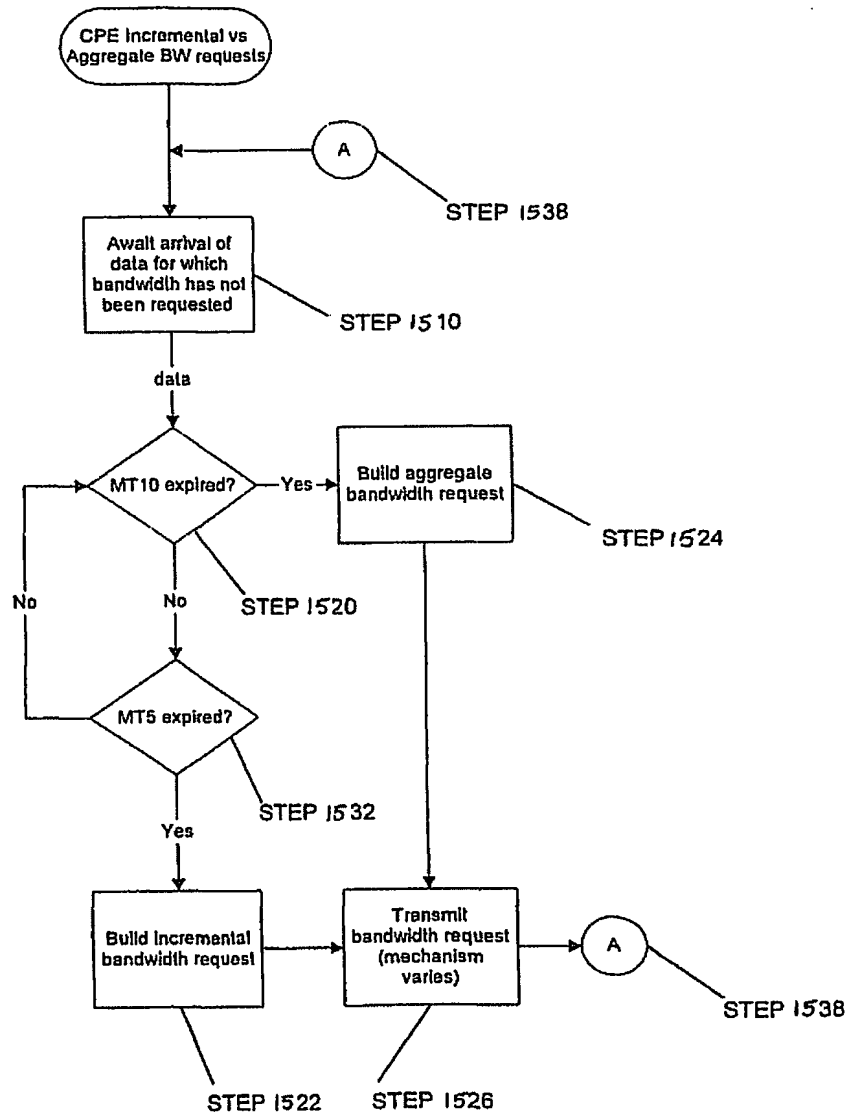 CPE Incremental vs
Aggregate BW requests
A
STEP 1538
Await arrival of
data for which
bandwidth has not
been requested
STEP 1510
data
MT10 expired?
Yes
Build aggregate
bandwidth request
STEP 1524
No
No
STEP 1520
MT5 expired?
STEP 1532
Yes
Build incremental
bandwidth request
Transmit
bandwidth request
(mechanism
varies)
A
STEP 1538
STEP 1522
STEP 1526